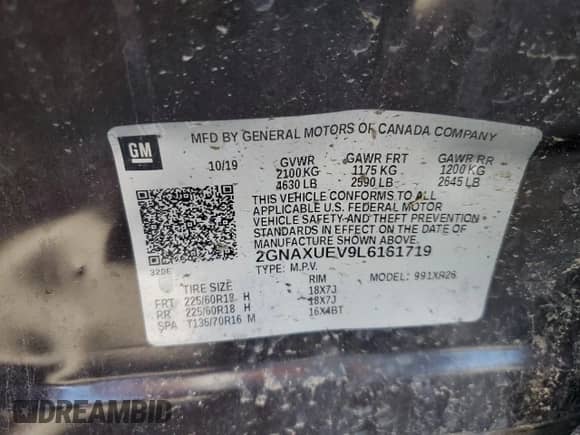 MFD BY GENERAL MOTORS OF CANADA COMPANY
GM
10/19 GVWR GAWR FRT GAWR RR
2100 KG 1175 KG 1200 KG
4630 LB 2590 LB 2645 LB
THIS VEHICLE CONFORMS TO ALL
APPLICABLE U.S. FEDERAL MOTOR
VEHICLE SAFETY AND THEFT PREVENTION
STANDARDS IN EFFECT ON THE DATE OF
MANUFACTURE SHOWN ABOVE.
2GNAXUEV9L6161719
320E TYPE: M.P.V. MODEL: 991XR26
TIRE SIZE RIM
FRT 225/60R18 H 18X7J
RR 225/60R18 H 18X7J
SPA T135/70R16 M 16X4BT
DREAMBID